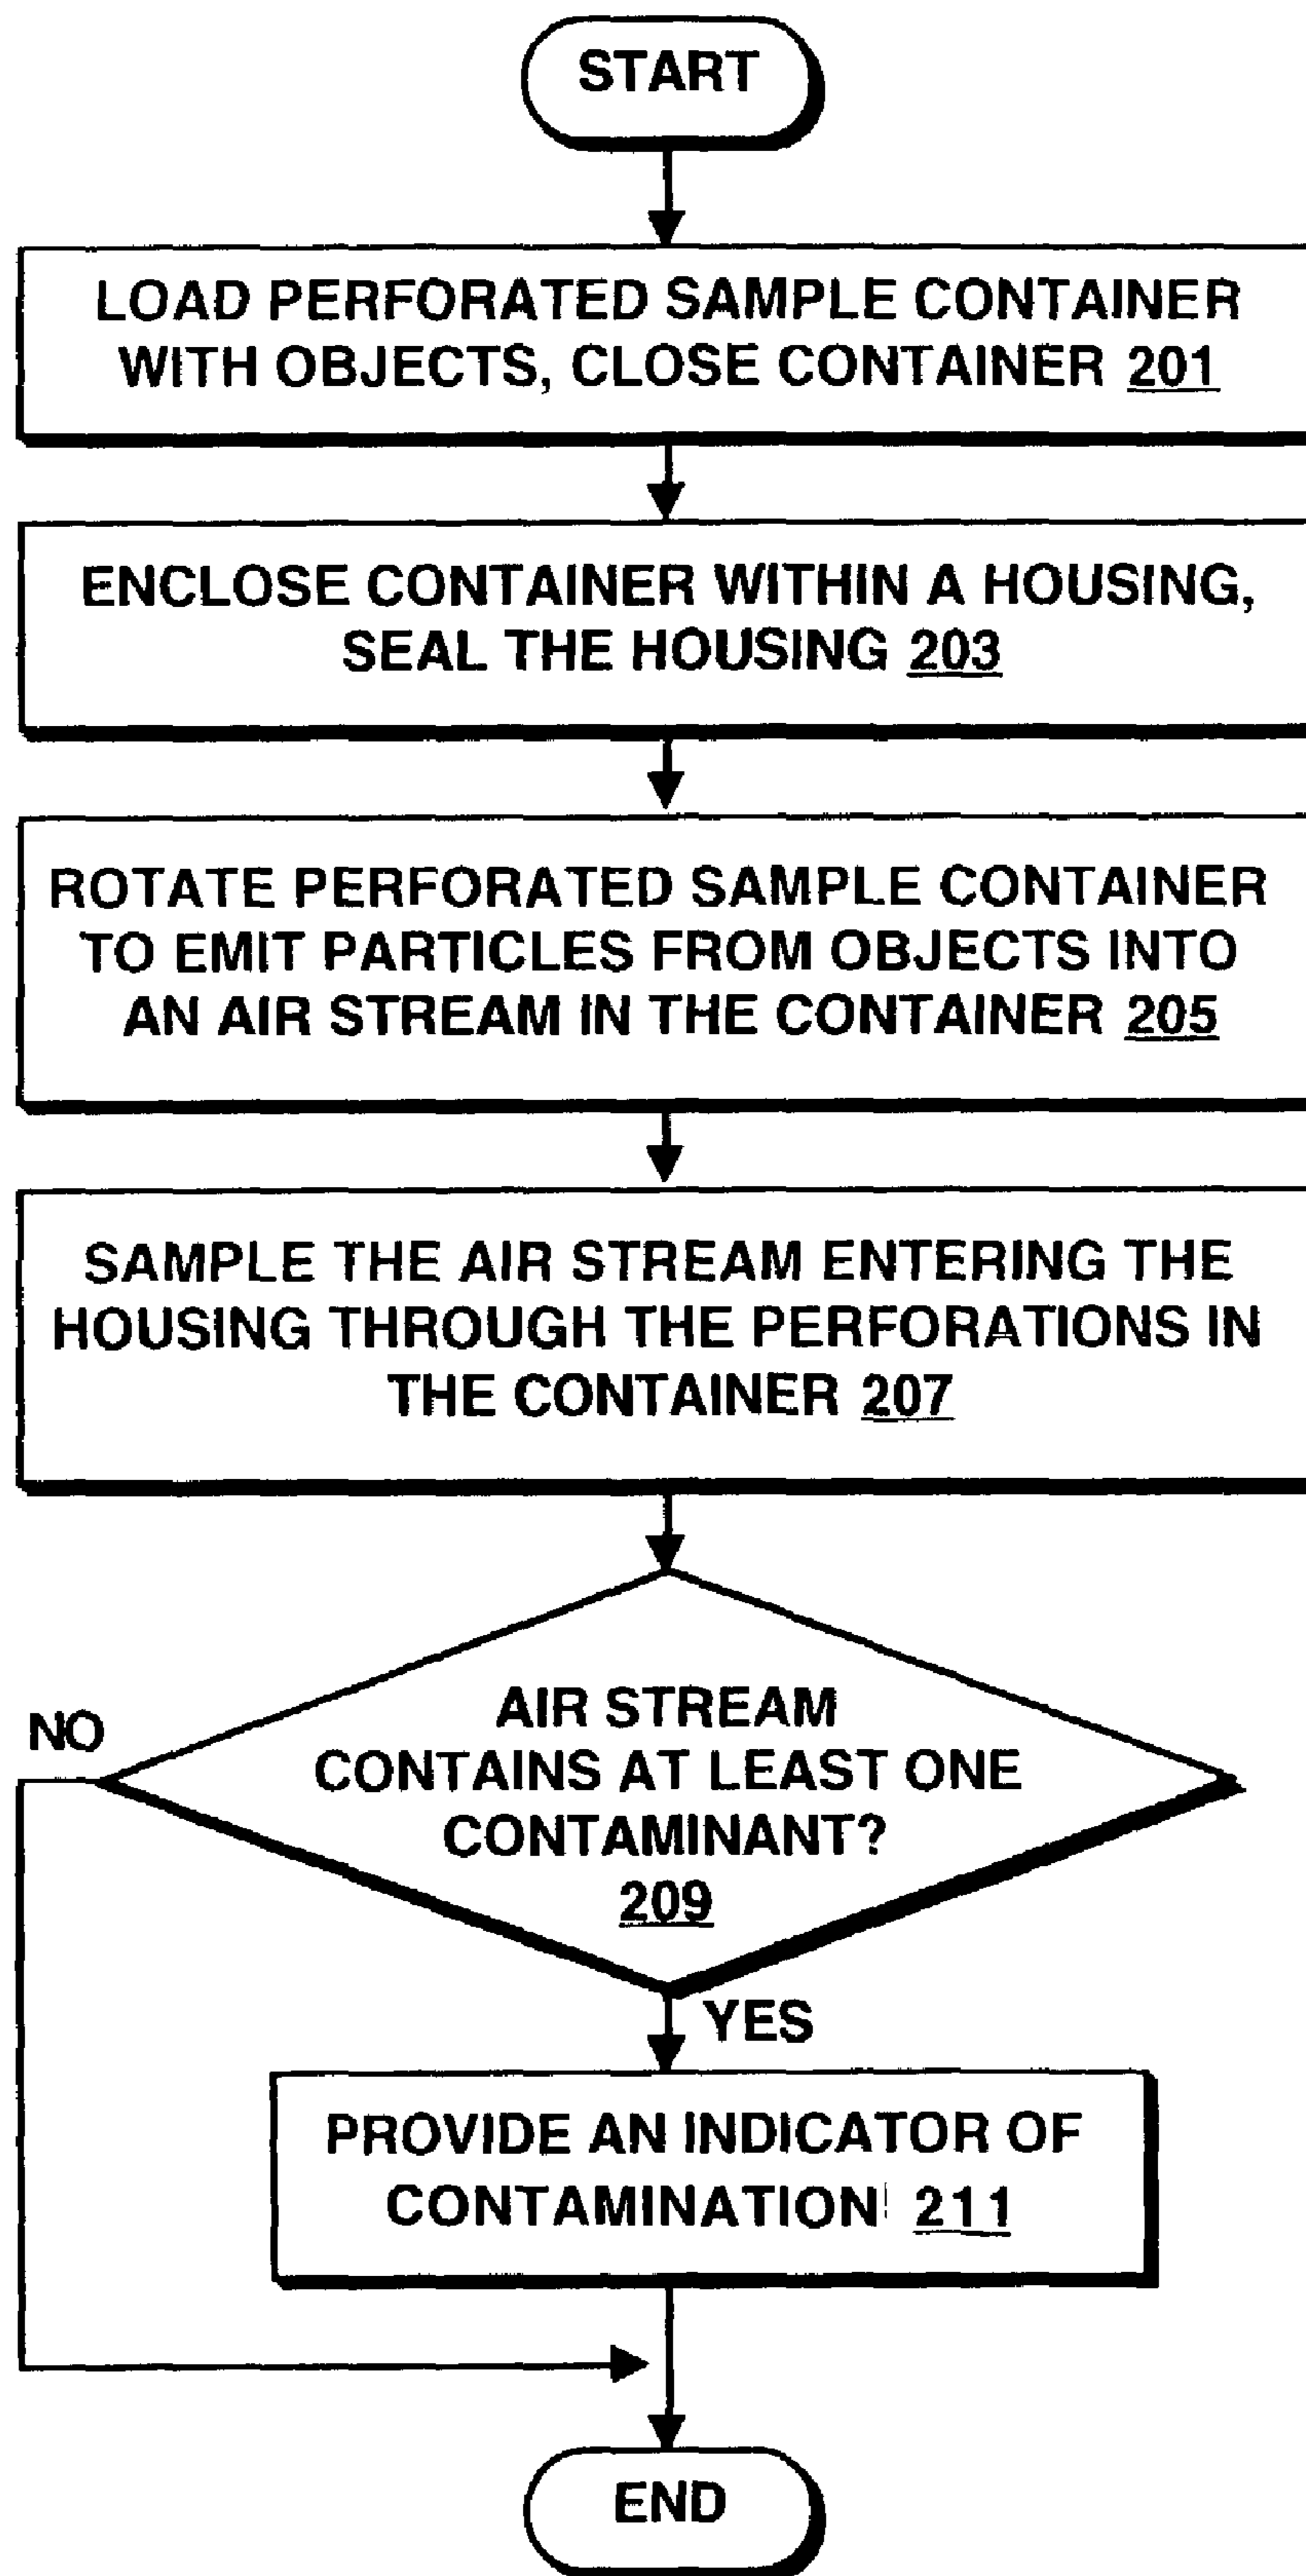 START
LOAD PERFORATED SAMPLE CONTAINER
WITH OBJECTS, CLOSE CONTAINER 201
ENCLOSE CONTAINER WITHIN A HOUSING,
SEAL THE HOUSING 203
ROTATE PERFORATED SAMPLE CONTAINER
TO EMIT PARTICLES FROM OBJECTS INTO
AN AIR STREAM IN THE CONTAINER 205
SAMPLE THE AIR STREAM ENTERING THE
HOUSING THROUGH THE PERFORATIONS IN
THE CONTAINER 207
AIR STREAM
CONTAINS AT LEAST ONE
CONTAMINANT?
209
NO
YES
PROVIDE AN INDICATOR OF
CONTAMINATION 211
END